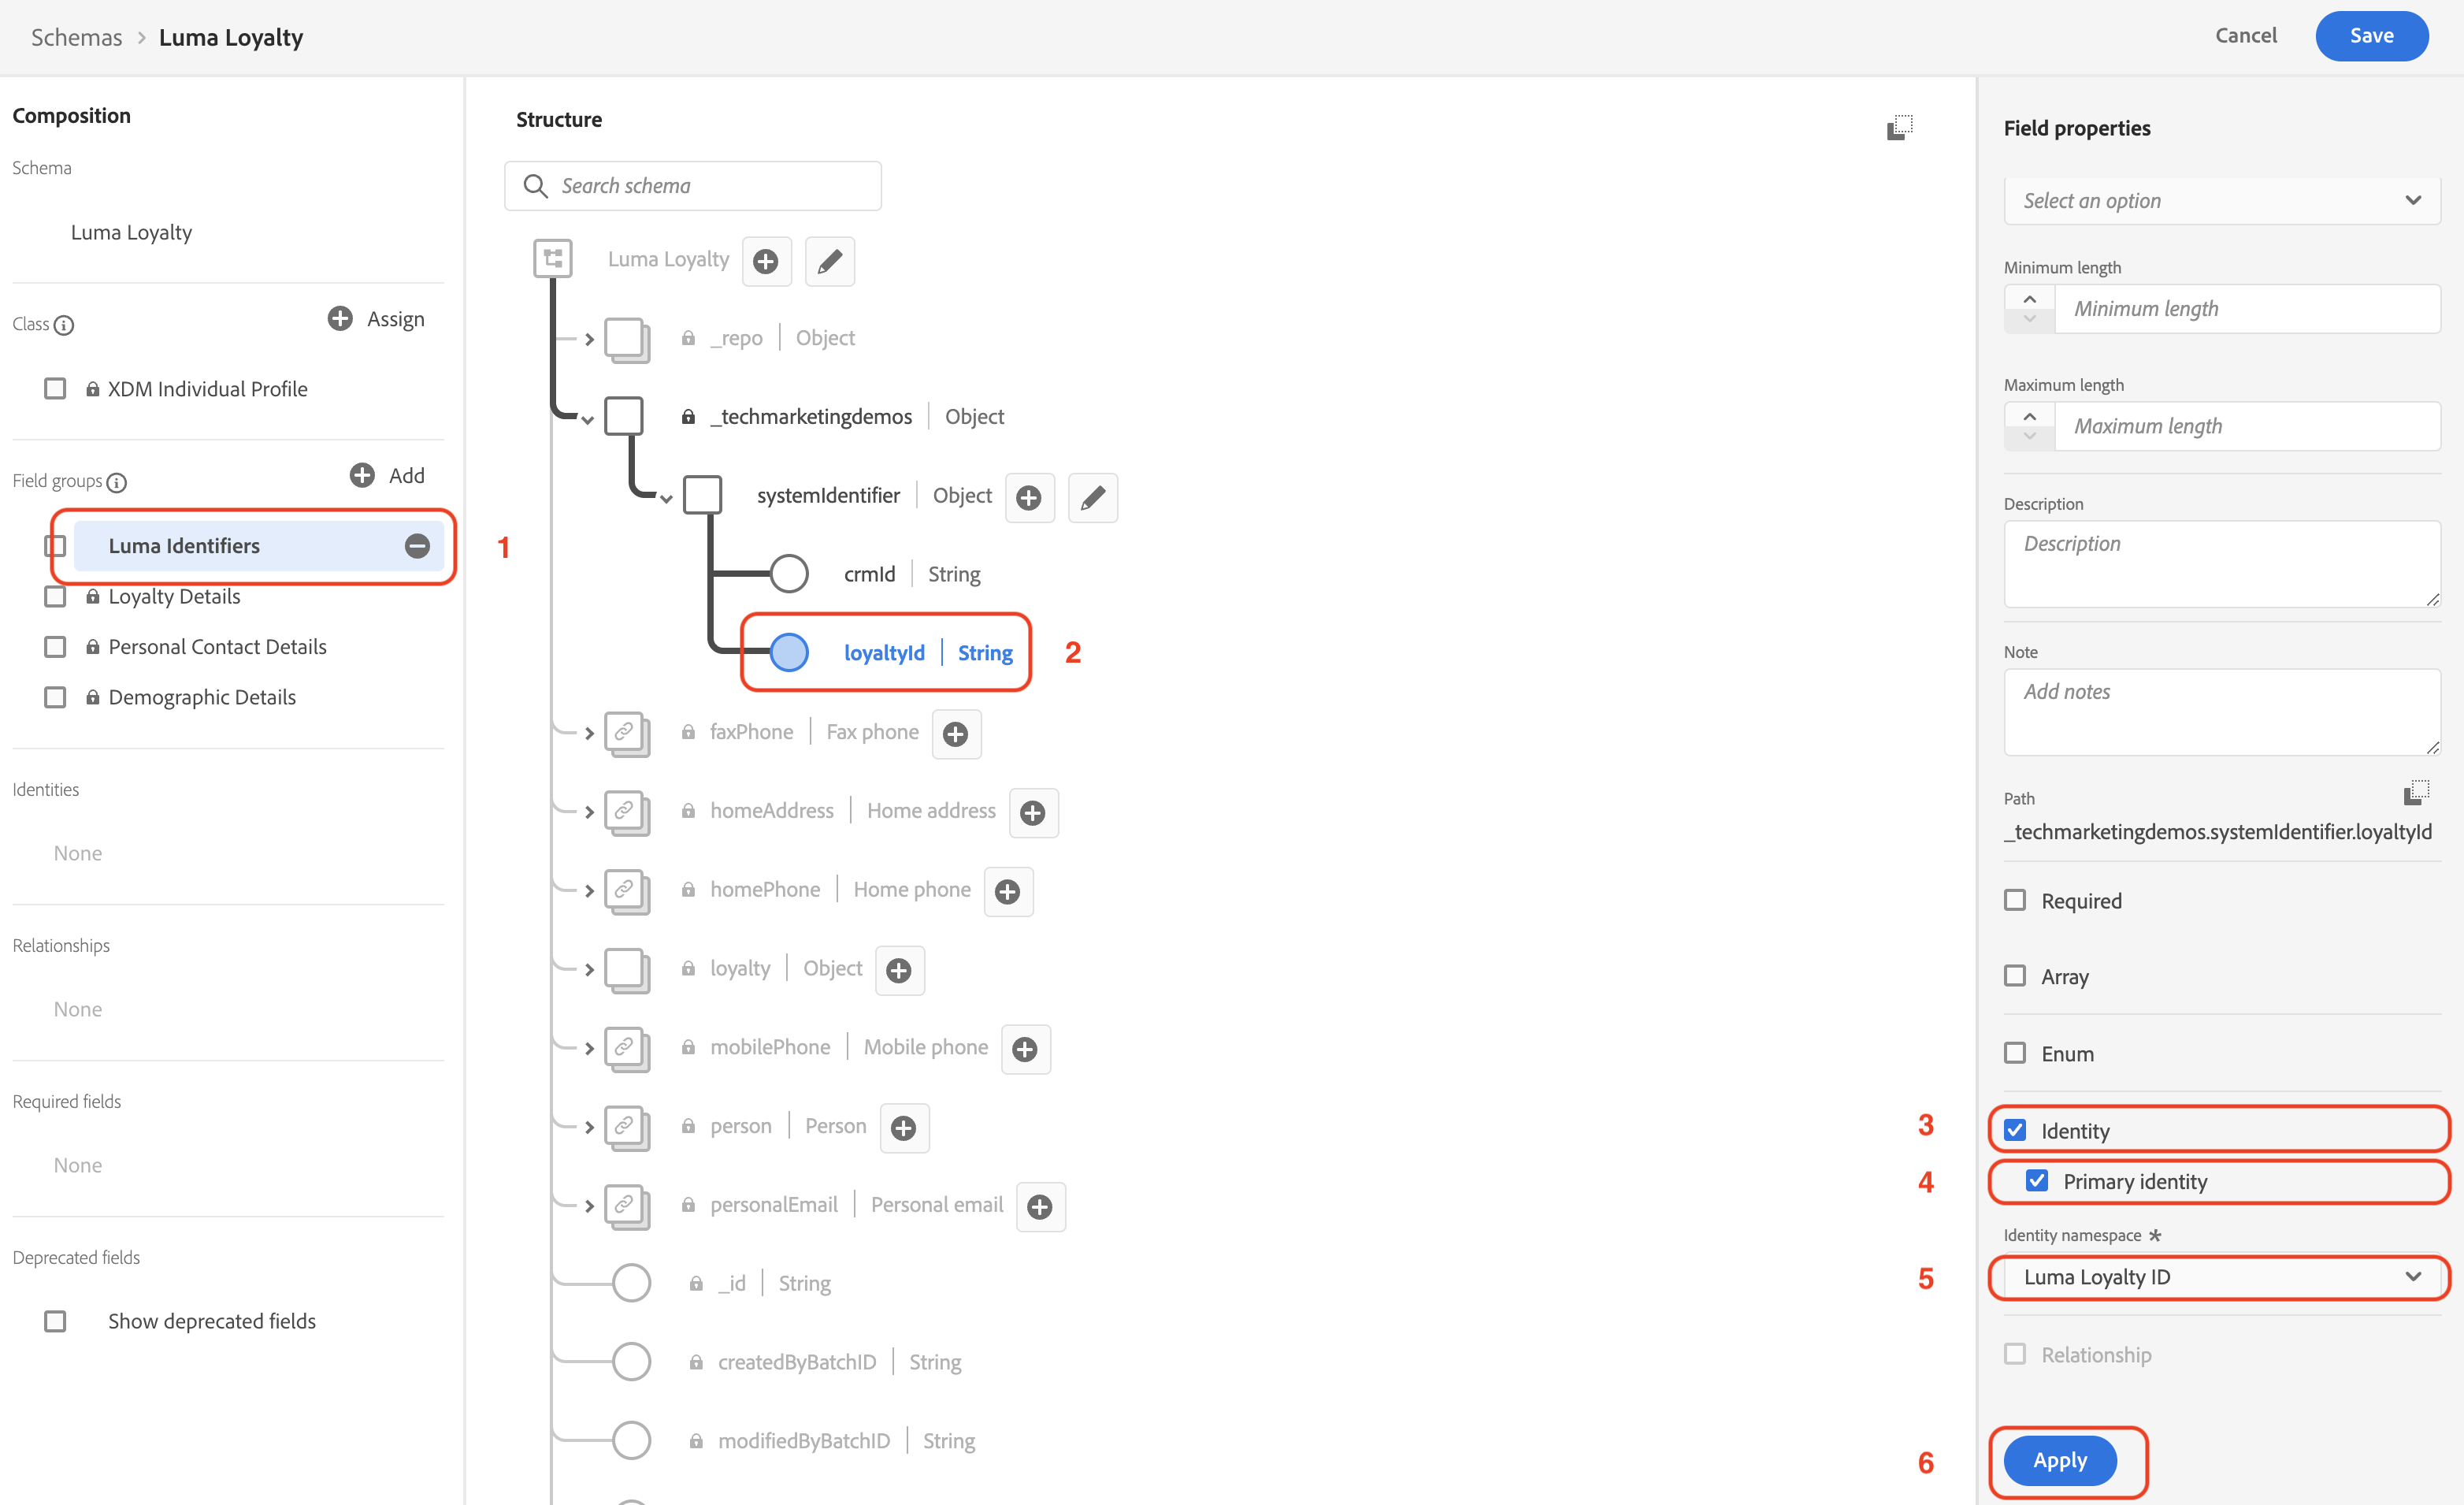 Schemas > Luma Loyalty
Cancel
Save
Composition
Schema
Luma Loyalty
Class
Assign
XDM Individual Profile
Field groups
Add
Luma Identifiers
1
Loyalty Details
Personal Contact Details
Demographic Details
Identities
None
Relationships
None
Required fields
None
Deprecated fields
Show deprecated fields
Structure
Search schema
Luma Loyalty
_repo | Object
_techmarketingdemos | Object
systemIdentifier | Object
crmId | String
loyaltyId | String
2
faxPhone | Fax phone
homeAddress | Home address
homePhone | Home phone
loyalty | Object
mobilePhone | Mobile phone
person | Person
personalEmail | Personal email
_id | String
createdByBatchID | String
modifiedByBatchID | String
Field properties
Select an option
Minimum length
Minimum length
Maximum length
Maximum length
Description
Description
Note
Add notes
Path
_techmarketingdemos.systemIdentifier.loyaltyId
Required
Array
Enum
3
Identity
4
Primary identity
Identity namespace *
5
Luma Loyalty ID
Relationship
6
Apply